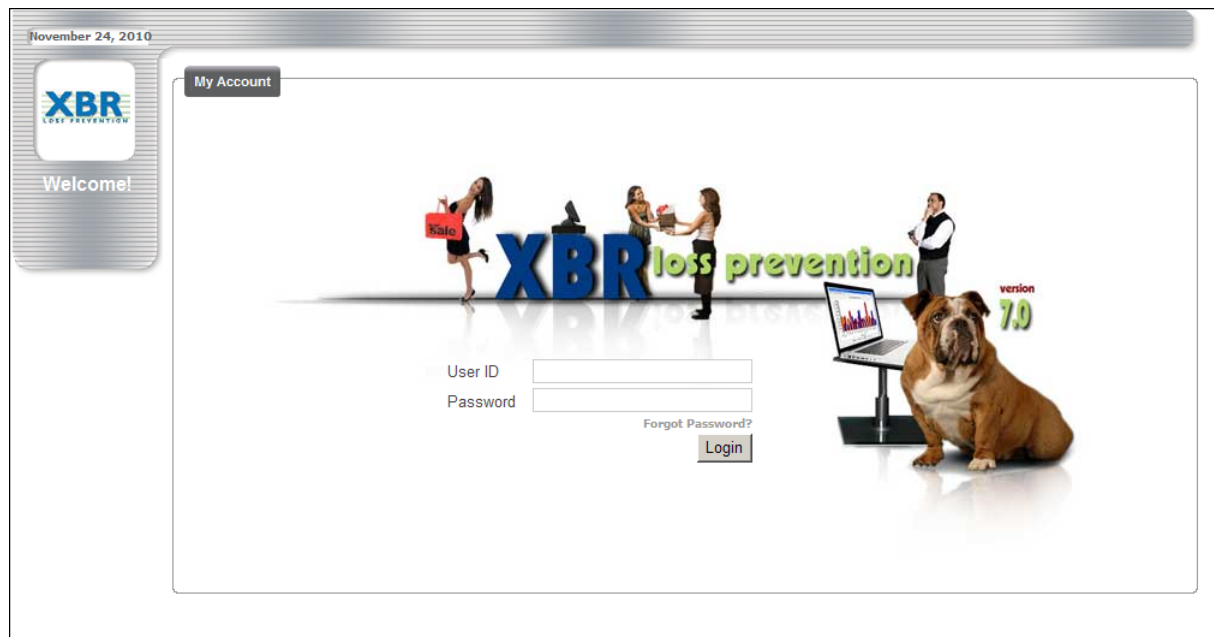 November 24, 2010
XBR
LOSS PREVENTION
Welcome!
My Account
Sale
XBR loss prevention
version
7.0
User ID
Password
Forgot Password?
Login